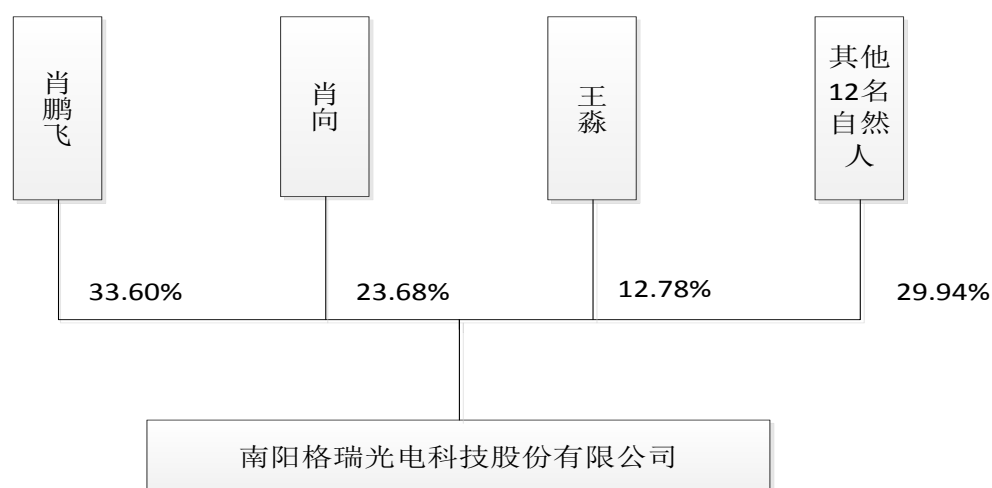 肖鹏飞
肖向
王淼
其他
12名
自然
人
33.60%
23.68%
12.78%
29.94%
南阳格瑞光电科技股份有限公司